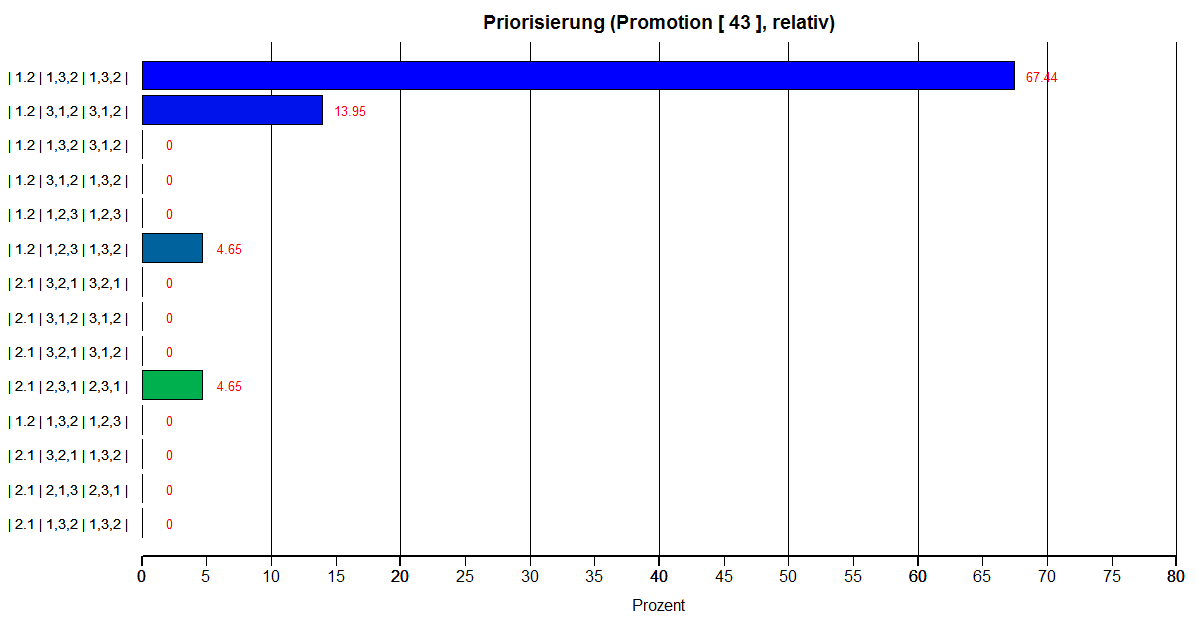 Priorisierung (Promotion [ 43 ], relativ)
| 1.2 | 1,3,2 | 1,3,2 | 67.44
| 1.2 | 3,1,2 | 3,1,2 | 13.95
| 1.2 | 1,3,2 | 3,1,2 | 0
| 1.2 | 3,1,2 | 1,3,2 | 0
| 1.2 | 1,2,3 | 1,2,3 | 0
| 1.2 | 1,2,3 | 1,3,2 | 4.65
| 2.1 | 3,2,1 | 3,2,1 | 0
| 2.1 | 3,1,2 | 3,1,2 | 0
| 2.1 | 3,2,1 | 3,1,2 | 0
| 2.1 | 2,3,1 | 2,3,1 | 4.65
| 1.2 | 1,3,2 | 1,2,3 | 0
| 2.1 | 3,2,1 | 1,3,2 | 0
| 2.1 | 2,1,3 | 2,3,1 | 0
| 2.1 | 1,3,2 | 1,3,2 | 0
0 5 10 15 20 25 30 35 40 45 50 55 60 65 70 75 80
Prozent